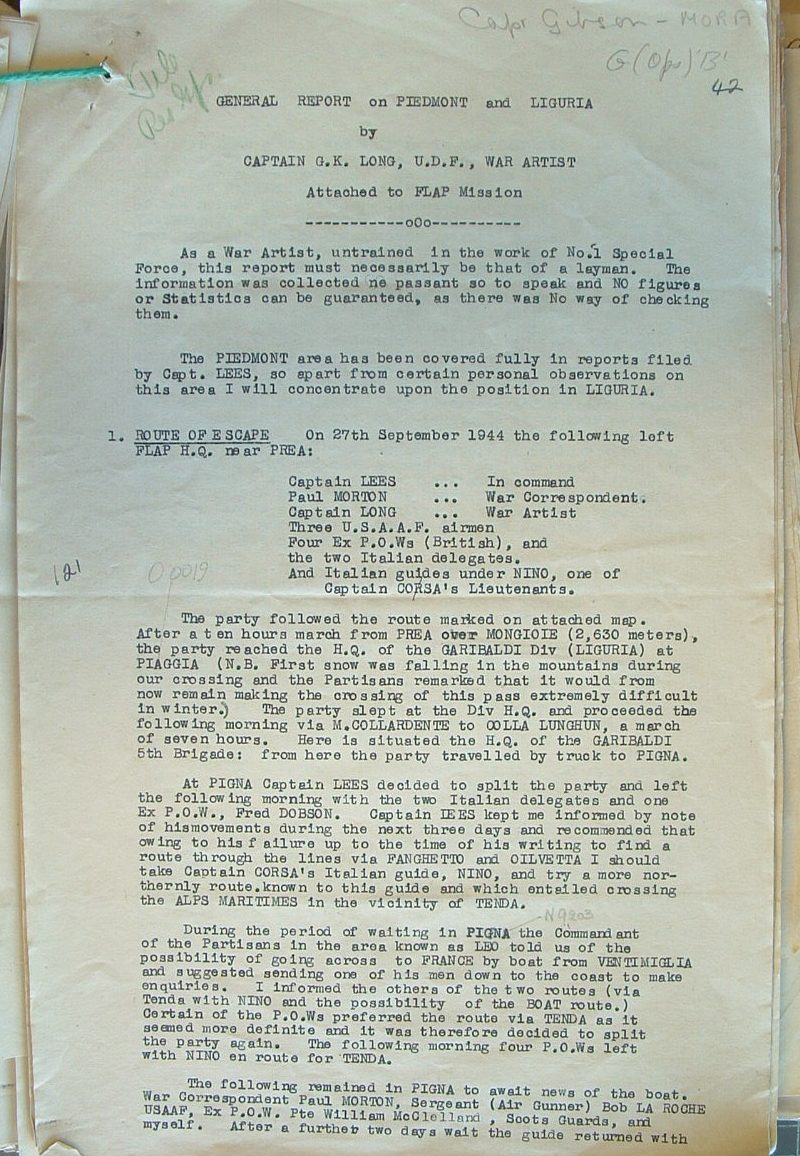 Capt Gibson - MORA
G(Ops)'B'
42
GENERAL REPORT on PIEDMONT and LIGURIA
by
CAPTAIN G.K. LONG, U.D.F., WAR ARTIST
Attached to FLAP Mission
-----------oOo----------
As a War Artist, untrained in the work of No.1 Special
Force, this report must necessarily be that of a layman. The
information was collected ne passant so to speak and NO figures
or Statistics can be guaranteed, as there was No way of checking
them.
The PIEDMONT area has been covered fully in reports filed
by Capt. LEES, so apart from certain personal observations on
this area I will concentrate upon the position in LIGURIA.
1. ROUTE OF ESCAPE On 27th September 1944 the following left
FLAP H.Q. near PREA:
Captain LEES ... In command
Paul MORTON ... War Correspondent.
Captain LONG ... War Artist
Three U.S.A.A.F. airmen
Four Ex P.O.Ws (British), and
the two Italian delegates.
And Italian guides under NINO, one of
Captain CORSA's Lieutenants.
121
The party followed the route marked on attached map.
After a ten hours march from PREA over MONGIOIE (2,630 meters),
the party reached the H.Q. of the GARIBALDI Div (LIGURIA) at
PIAGGIA (N.B. First snow was falling in the mountains during
our crossing and the Partisans remarked that it would from
now remain making the crossing of this pass extremely difficult
in winter.) The party slept at the Div H.Q. and proceeded the
following morning via M.COLLARDENTE to COLLA LUNGHUN, a march
of seven hours. Here is situated the H.Q. of the GARIBALDI
5th Brigade: from here the party travelled by truck to PIGNA.
At PIGNA Captain LEES decided to split the party and left
the following morning with the two Italian delegates and one
Ex P.O.W., Fred DOBSON. Captain LEES kept me informed by note
of hismovements during the next three days and recommended that
owing to his f ailure up to the time of his writing to find a
route through the lines via FANGHETTO and OILVETTA I should
take Captain CORSA's Italian guide, NINO, and try a more nor-
thernly route.known to this guide and which entailed crossing
the ALPS MARITIMES in the vicinity of TENDA.
-N9203
During the period of waiting in PIGNA the Commandant
of the Partisans in the area known as LEO told us of the
possibility of going across to FRANCE by boat from VENTIMIGLIA
and suggested sending one of his men down to the coast to make
enquiries. I informed the others of the two routes (via
Tenda with NINO and the possibility of the BOAT route.)
Certain of the P.O.Ws preferred the route via TENDA as it
seemed more definite and it was therefore decided to split
the party again. The following morning four P.O.Ws left
with NINO en route for TENDA.
The following remained in PIGNA to await news of the boat.
War Correspondent Paul MORTON, Sergeant (Air Gunner) Bob LA ROCHE
USAAF, Ex P.O.W. Pte William McClelland , Scots Guards, and
myself. After a further two days wait the guide returned with